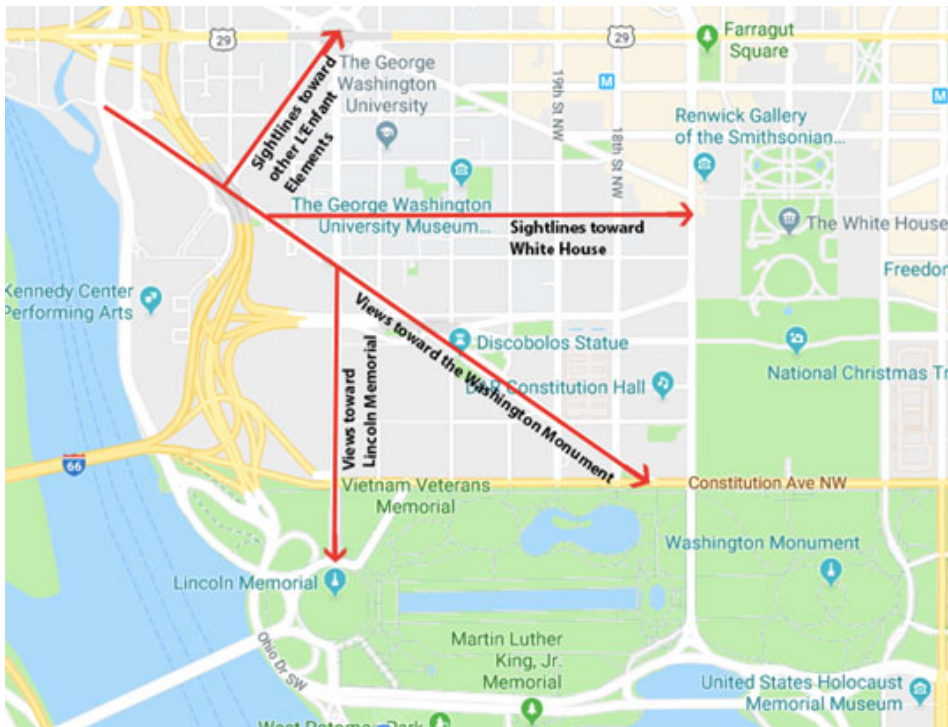 29
29
Farragut
Square
The George
Washington
University
19th St NW
M
18th St NW
M
Renwick Gallery
of the Smithsonian...
Sightlines toward
other L'Enfant
Elements
The George Washington
University Museum...
Sightlines toward
White House
The White House
Freedom
Kennedy Center
Performing Arts
Views toward the Washington Monument
Discobolos Statue
Views toward
Lincoln Memorial
Constitution Hall
National Christmas Tr
66
Vietnam Veterans
Memorial
Constitution Ave NW
Washington Monument
Lincoln Memorial
Ohio Dr SW
Martin Luther
King, Jr.
Memorial
United States Holocaust
Memorial Museum
West Potomac Park